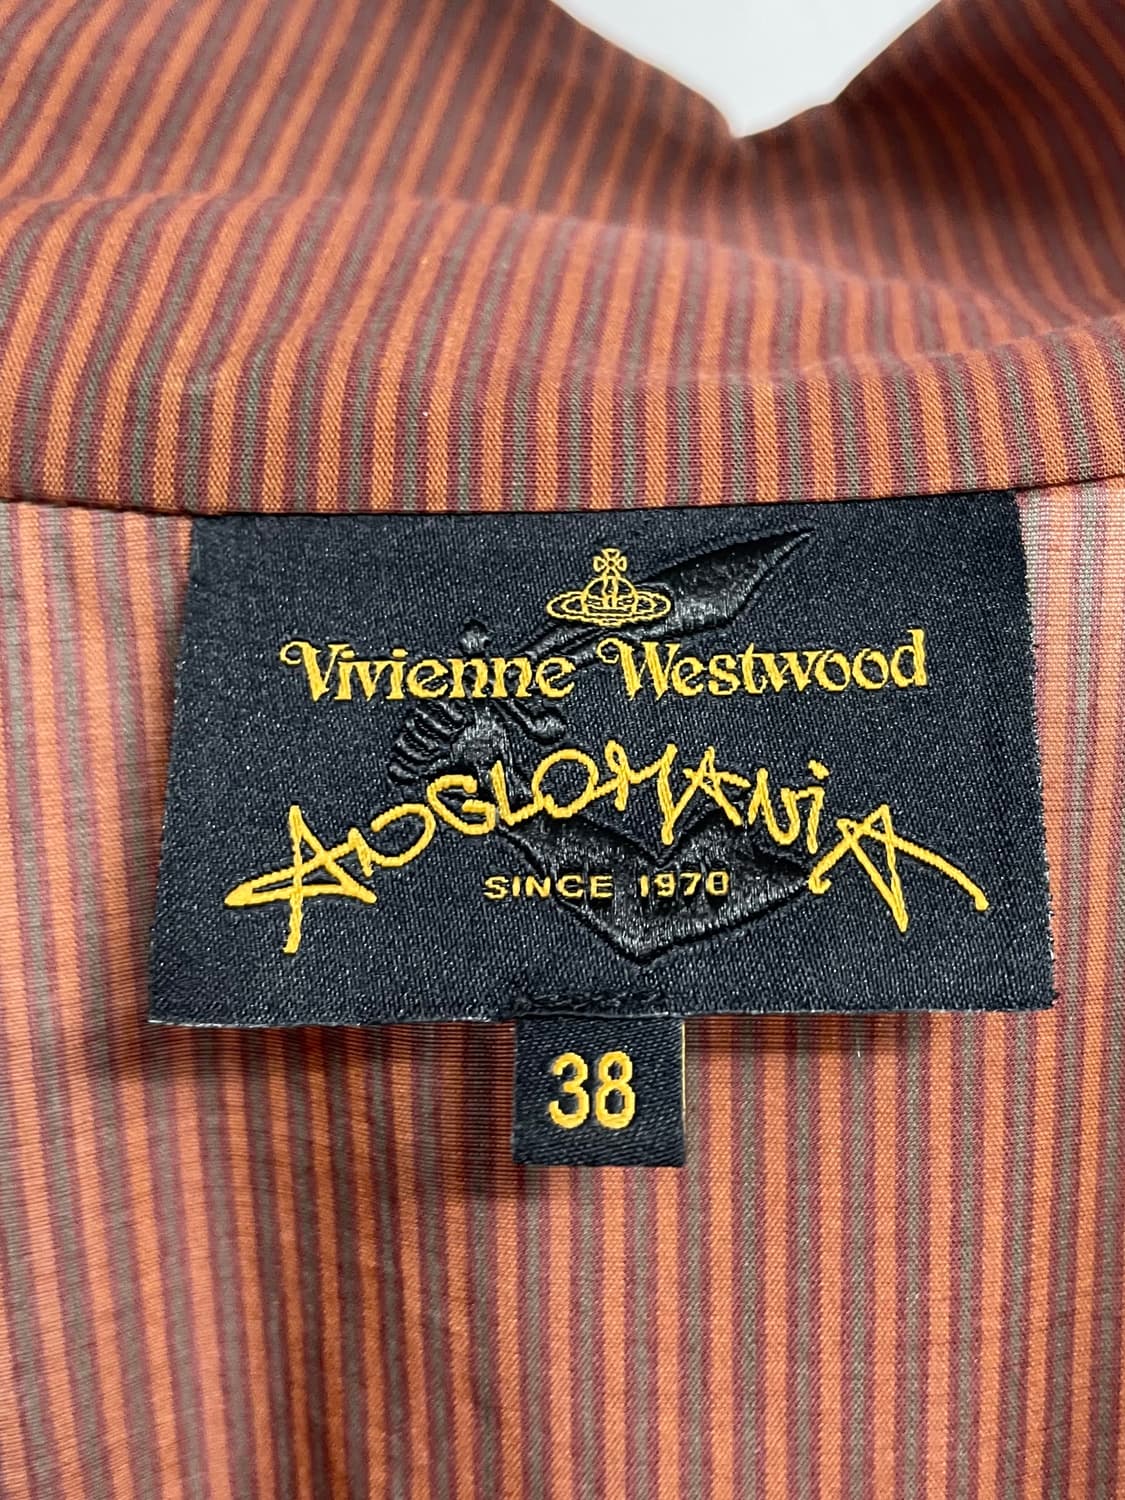 Vivienne Westwood
ANGLOMANiA
SINCE 1970
38